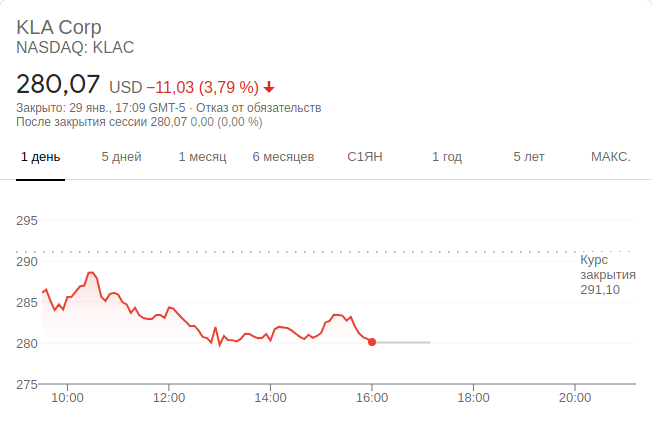 KLA Corp
NASDAQ: KLAC
280,07 USD −11,03 (3,79 %)
Закрыто: 29 янв., 17:09 GMT-5 · Отказ от обязательств
После закрытия сессии 280,07 0,00 (0,00 %)
1 день 5 дней 1 месяц 6 месяцев С1ЯН 1 год 5 лет МАКС.
295
290
285
280
275
Курс
закрытия
291,10
10:00 12:00 14:00 16:00 18:00 20:00